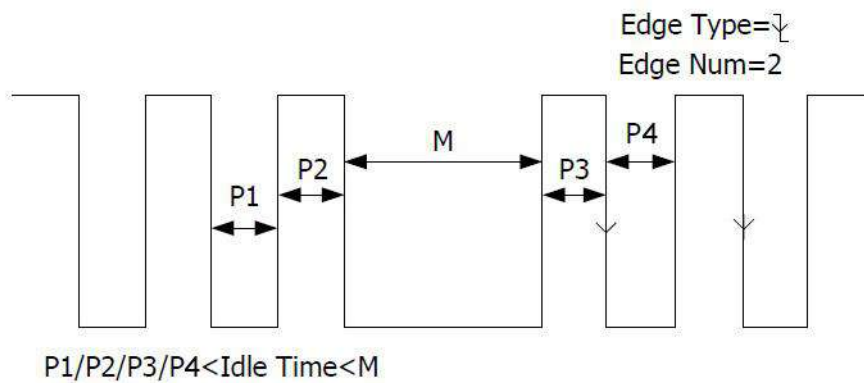 Edge Type=
Edge Num=2
M
P4
P2
P3
P1
P1/P2/P3/P4<Idle Time<M